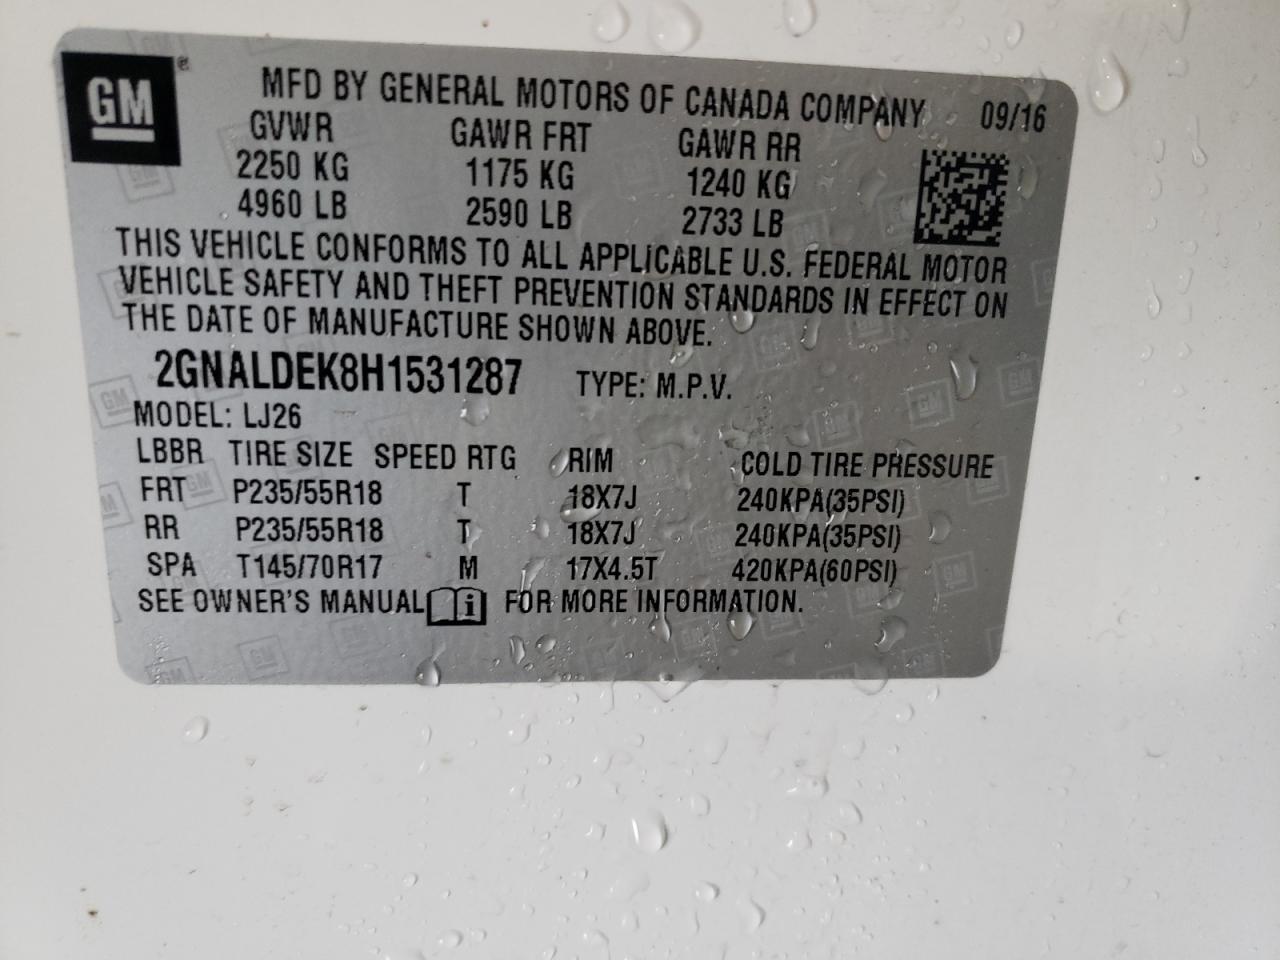 GM ® MFD BY GENERAL MOTORS OF CANADA COMPANY 09/16
GVWR GAWR FRT GAWR RR
2250 KG 1175 KG 1240 KG
4960 LB 2590 LB 2733 LB
THIS VEHICLE CONFORMS TO ALL APPLICABLE U.S. FEDERAL MOTOR
VEHICLE SAFETY AND THEFT PREVENTION STANDARDS IN EFFECT ON
THE DATE OF MANUFACTURE SHOWN ABOVE.
2GNALDEK8H1531287 TYPE: M.P.V.
MODEL: LJ26
LBBR TIRE SIZE SPEED RTG RIM COLD TIRE PRESSURE
FRT P235/55R18 T 18X7J 240KPA(35PSI)
RR P235/55R18 T 18X7J 240KPA(35PSI)
SPA T145/70R17 M 17X4.5T 420KPA(60PSI)
SEE OWNER'S MANUAL i FOR MORE INFORMATION.